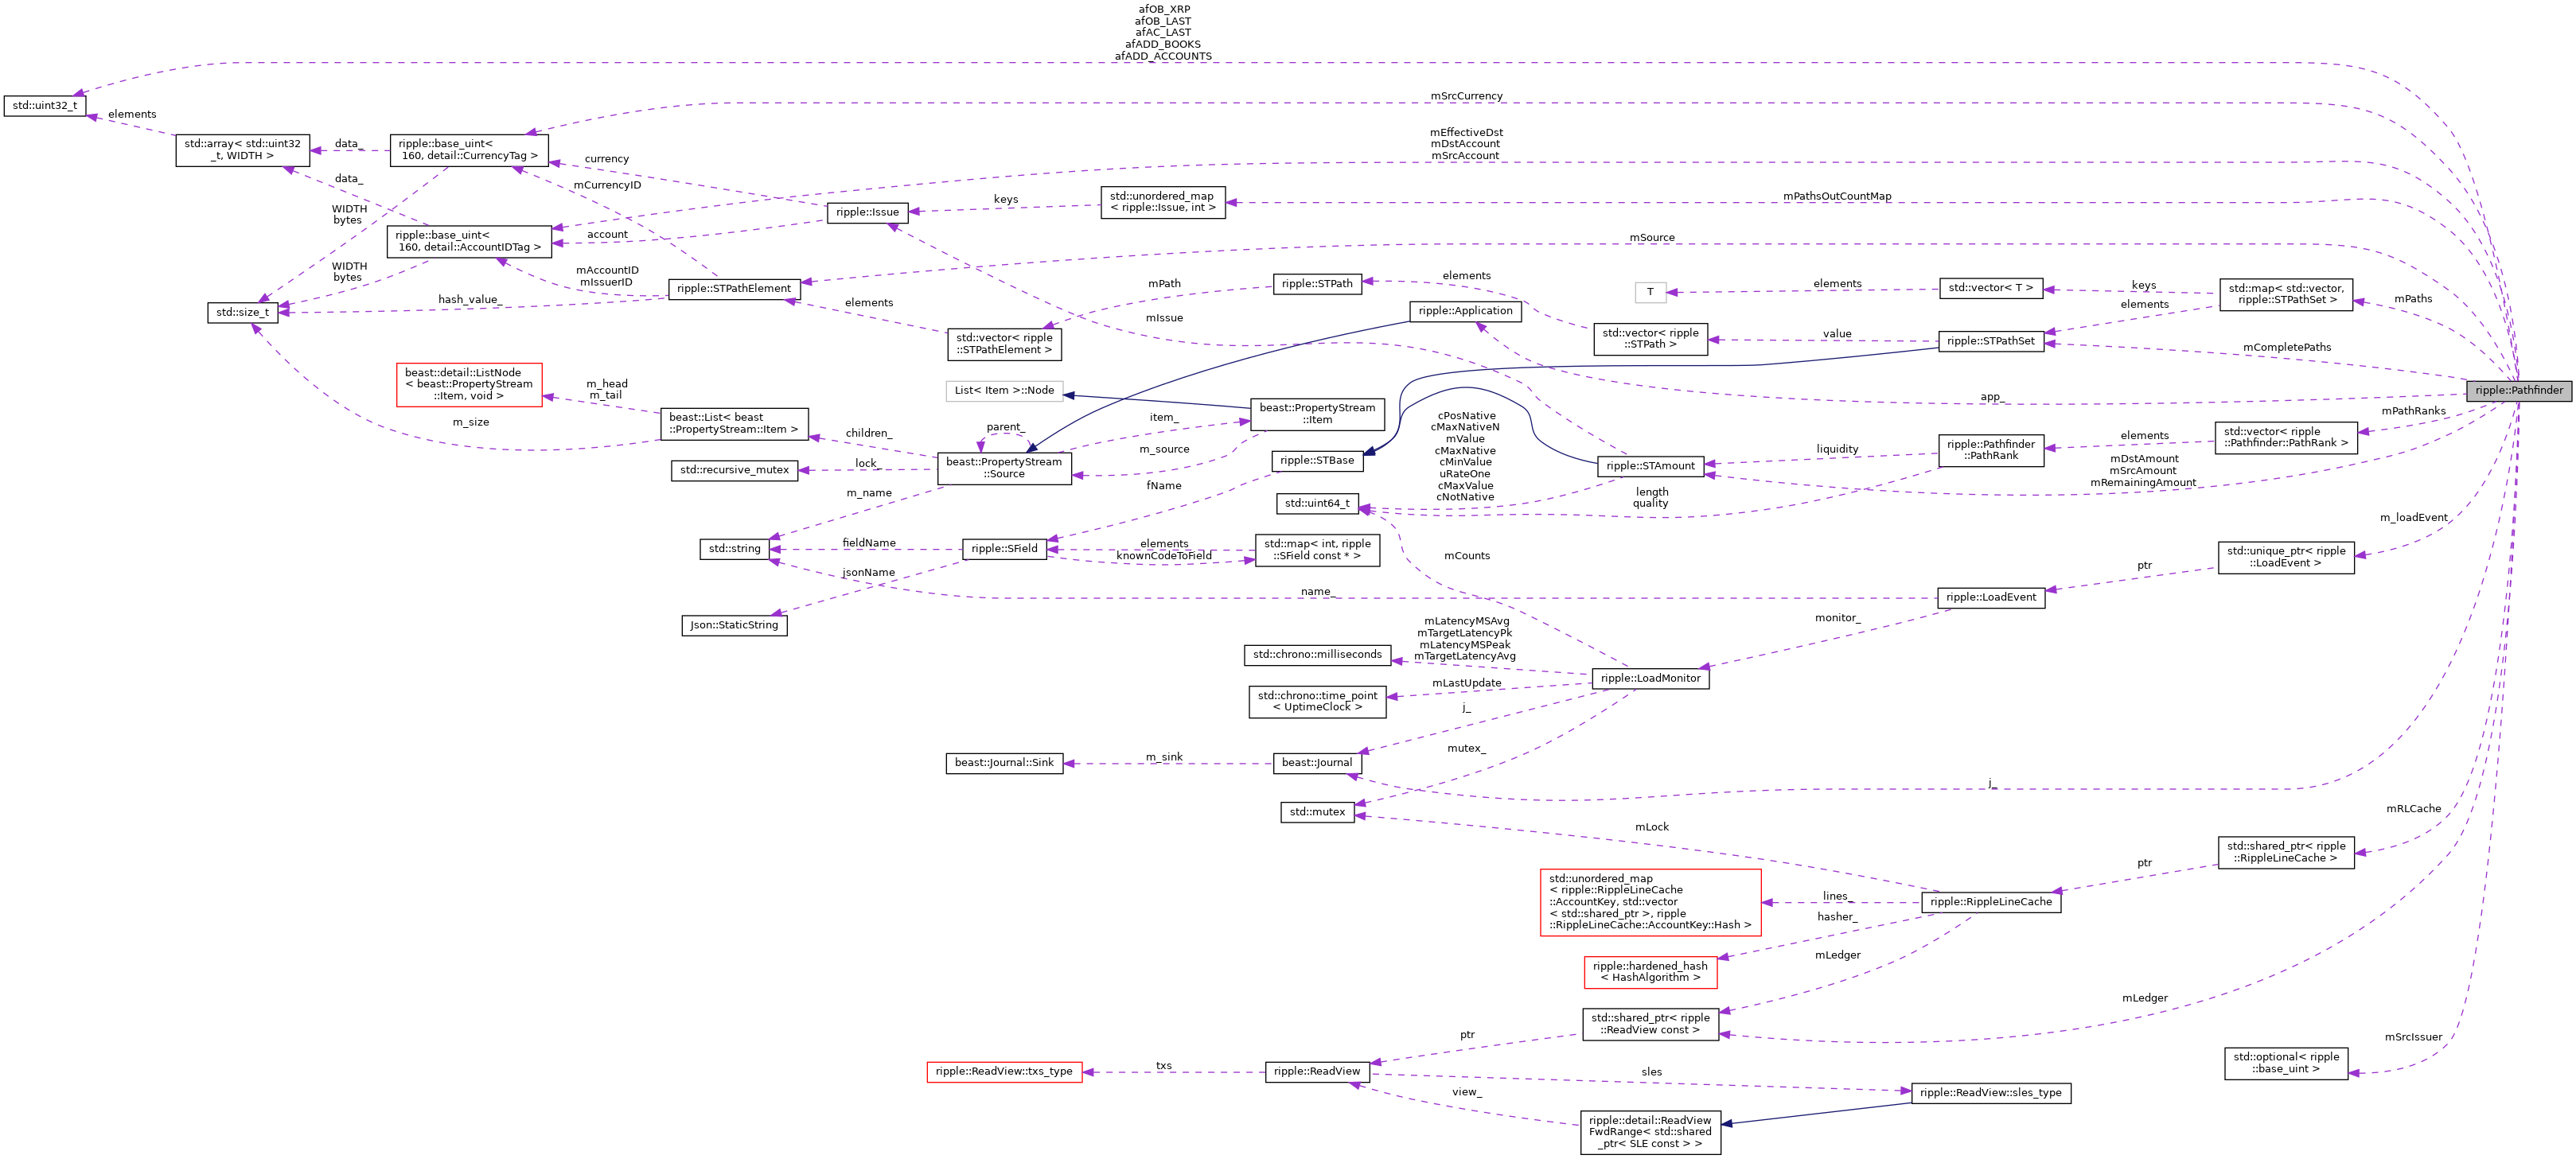 afOB_XRP
afOB_LAST
afAC_LAST
afADD_BOOKS
afADD_ACCOUNTS
std::uint32_t
elements
mSrcCurrency
std::array< std::uint32
_t, WIDTH >
data_
ripple::base_uint<
160, detail::CurrencyTag >
currency
mEffectiveDst
mDstAccount
mSrcAccount
data_
mCurrencyID
WIDTH
bytes
ripple::Issue
keys
std::unordered_map
< ripple::Issue, int >
mPathsOutCountMap
ripple::base_uint<
160, detail::AccountIDTag >
account
mSource
WIDTH
bytes
mAccountID
mIssuerID
ripple::STPathElement
mPath
ripple::STPath
elements
T
elements
std::vector< T >
keys
std::map< std::vector,
ripple::STPathSet >
mPaths
elements
std::size_t
hash_value_
elements
mIssue
ripple::Application
std::vector< ripple
::STPathElement >
std::vector< ripple
::STPath >
value
ripple::STPathSet
mCompletePaths
ripple::Pathfinder
beast::detail::ListNode
< beast::PropertyStream
::Item, void >
m_head
m_tail
List< Item >::Node
app_
m_size
beast::List< beast
::PropertyStream::Item >
children_
parent_
item_
beast::PropertyStream
::Item
cPosNative
cMaxNativeN
mValue
cMaxNative
cMinValue
uRateOne
cMaxValue
cNotNative
mPathRanks
std::vector< ripple
::Pathfinder::PathRank >
elements
ripple::Pathfinder
::PathRank
liquidity
ripple::STAmount
mDstAmount
mSrcAmount
mRemainingAmount
std::recursive_mutex
lock_
beast::PropertyStream
::Source
m_source
ripple::STBase
m_name
fName
std::uint64_t
length
quality
m_loadEvent
std::string
fieldName
ripple::SField
elements
knownCodeToField
std::map< int, ripple
::SField const * >
mCounts
std::unique_ptr< ripple
::LoadEvent >
ptr
jsonName
name_
ripple::LoadEvent
Json::StaticString
monitor_
mLatencyMSAvg
mTargetLatencyPk
mLatencyMSPeak
mTargetLatencyAvg
std::chrono::milliseconds
ripple::LoadMonitor
mLastUpdate
std::chrono::time_point
< UptimeClock >
j_
mutex_
beast::Journal::Sink
m_sink
beast::Journal
j_
std::mutex
mLock
mRLCache
std::shared_ptr< ripple
::RippleLineCache >
ptr
std::unordered_map
< ripple::RippleLineCache
::AccountKey, std::vector
< std::shared_ptr >, ripple
::RippleLineCache::AccountKey::Hash >
lines_
ripple::RippleLineCache
hasher_
ripple::hardened_hash
< HashAlgorithm >
mLedger
mLedger
std::shared_ptr< ripple
::ReadView const >
ptr
mSrcIssuer
std::optional< ripple
::base_uint >
ripple::ReadView::txs_type
txs
ripple::ReadView
sles
ripple::ReadView::sles_type
view_
ripple::detail::ReadView
FwdRange< std::shared
_ptr< SLE const > >